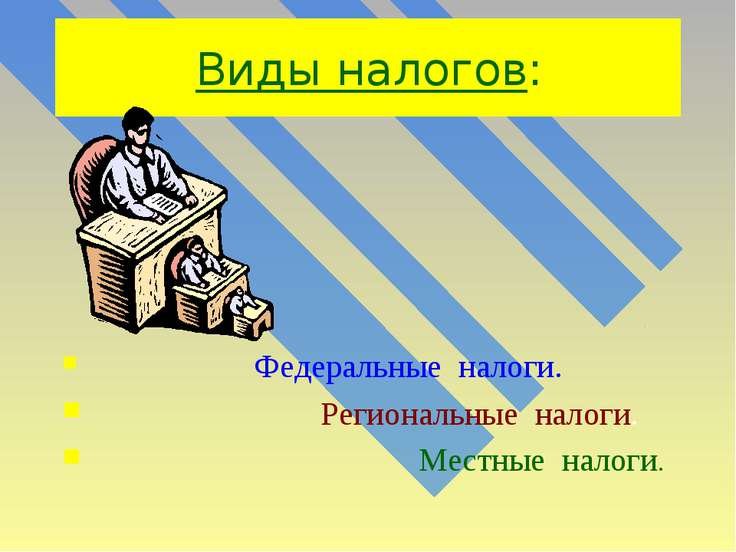 Виды налогов:
Федеральные налоги.
Региональные налоги.
Местные налоги.